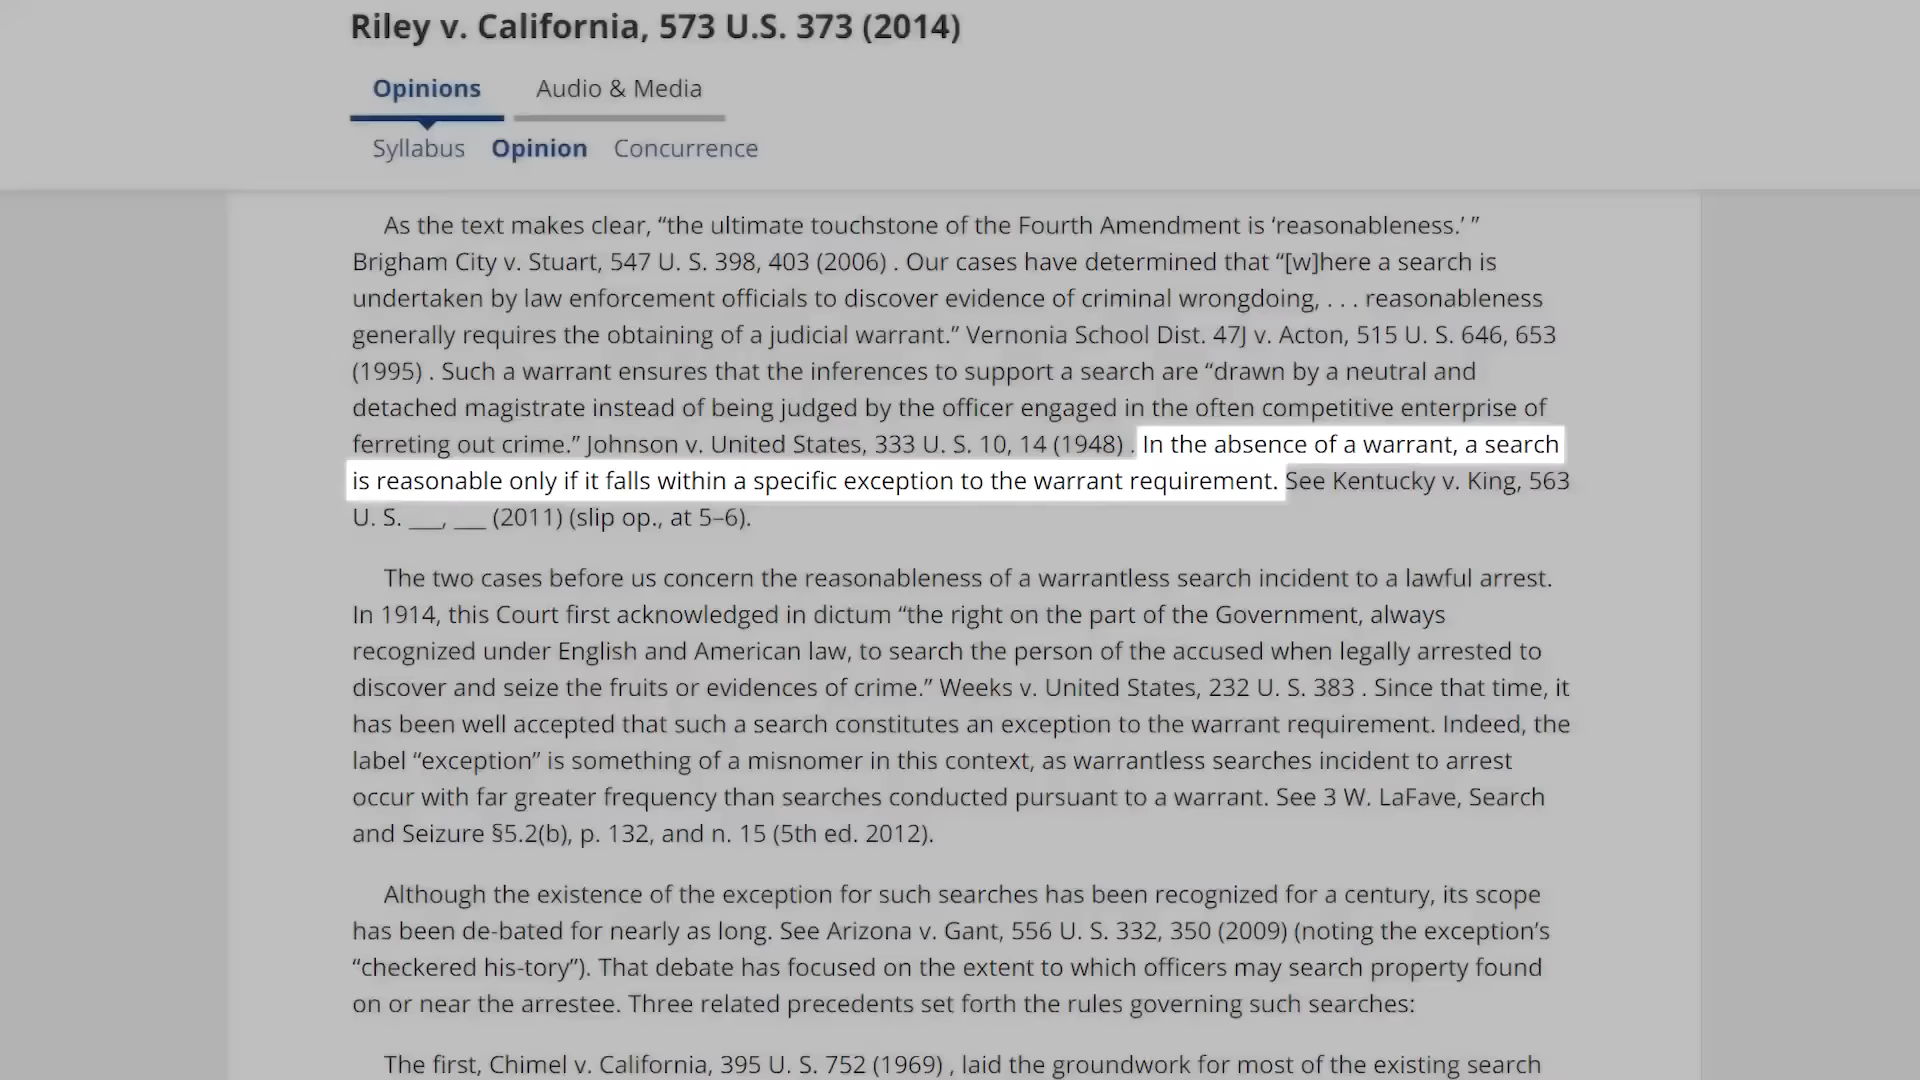 Riley v. California, 573 U.S. 373 (2014)
Opinions Audio & Media
Syllabus Opinion Concurrence
As the text makes clear, “the ultimate touchstone of the Fourth Amendment is ‘reasonableness.’ ”
Brigham City v. Stuart, 547 U. S. 398, 403 (2006) . Our cases have determined that “[w]here a search is
undertaken by law enforcement officials to discover evidence of criminal wrongdoing, . . . reasonableness
generally requires the obtaining of a judicial warrant.” Vernonia School Dist. 47J v. Acton, 515 U. S. 646, 653
(1995) . Such a warrant ensures that the inferences to support a search are “drawn by a neutral and
detached magistrate instead of being judged by the officer engaged in the often competitive enterprise of
ferreting out crime.” Johnson v. United States, 333 U. S. 10, 14 (1948) . In the absence of a warrant, a search
is reasonable only if it falls within a specific exception to the warrant requirement. See Kentucky v. King, 563
U. S. ___, ___ (2011) (slip op., at 5–6).
The two cases before us concern the reasonableness of a warrantless search incident to a lawful arrest.
In 1914, this Court first acknowledged in dictum “the right on the part of the Government, always
recognized under English and American law, to search the person of the accused when legally arrested to
discover and seize the fruits or evidences of crime.” Weeks v. United States, 232 U. S. 383 . Since that time, it
has been well accepted that such a search constitutes an exception to the warrant requirement. Indeed, the
label “exception” is something of a misnomer in this context, as warrantless searches incident to arrest
occur with far greater frequency than searches conducted pursuant to a warrant. See 3 W. LaFave, Search
and Seizure §5.2(b), p. 132, and n. 15 (5th ed. 2012).
Although the existence of the exception for such searches has been recognized for a century, its scope
has been de-bated for nearly as long. See Arizona v. Gant, 556 U. S. 332, 350 (2009) (noting the exception’s
“checkered his-tory”). That debate has focused on the extent to which officers may search property found
on or near the arrestee. Three related precedents set forth the rules governing such searches:
The first, Chimel v. California, 395 U. S. 752 (1969) , laid the groundwork for most of the existing search